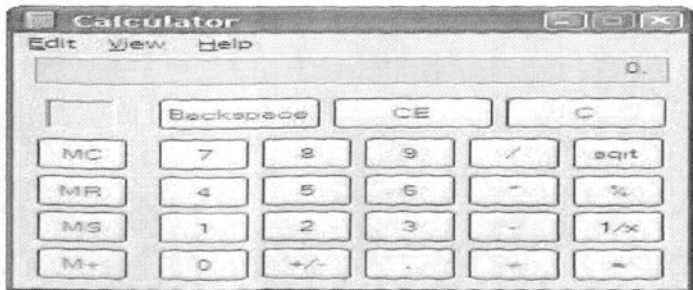 Calculator
Edit View Help
0.
Backspace CE C
MC 7 8 9 / sqrt
MR 4 5 6 * %
MS 1 2 3 - 1/x
M+ 0 +/- . + =